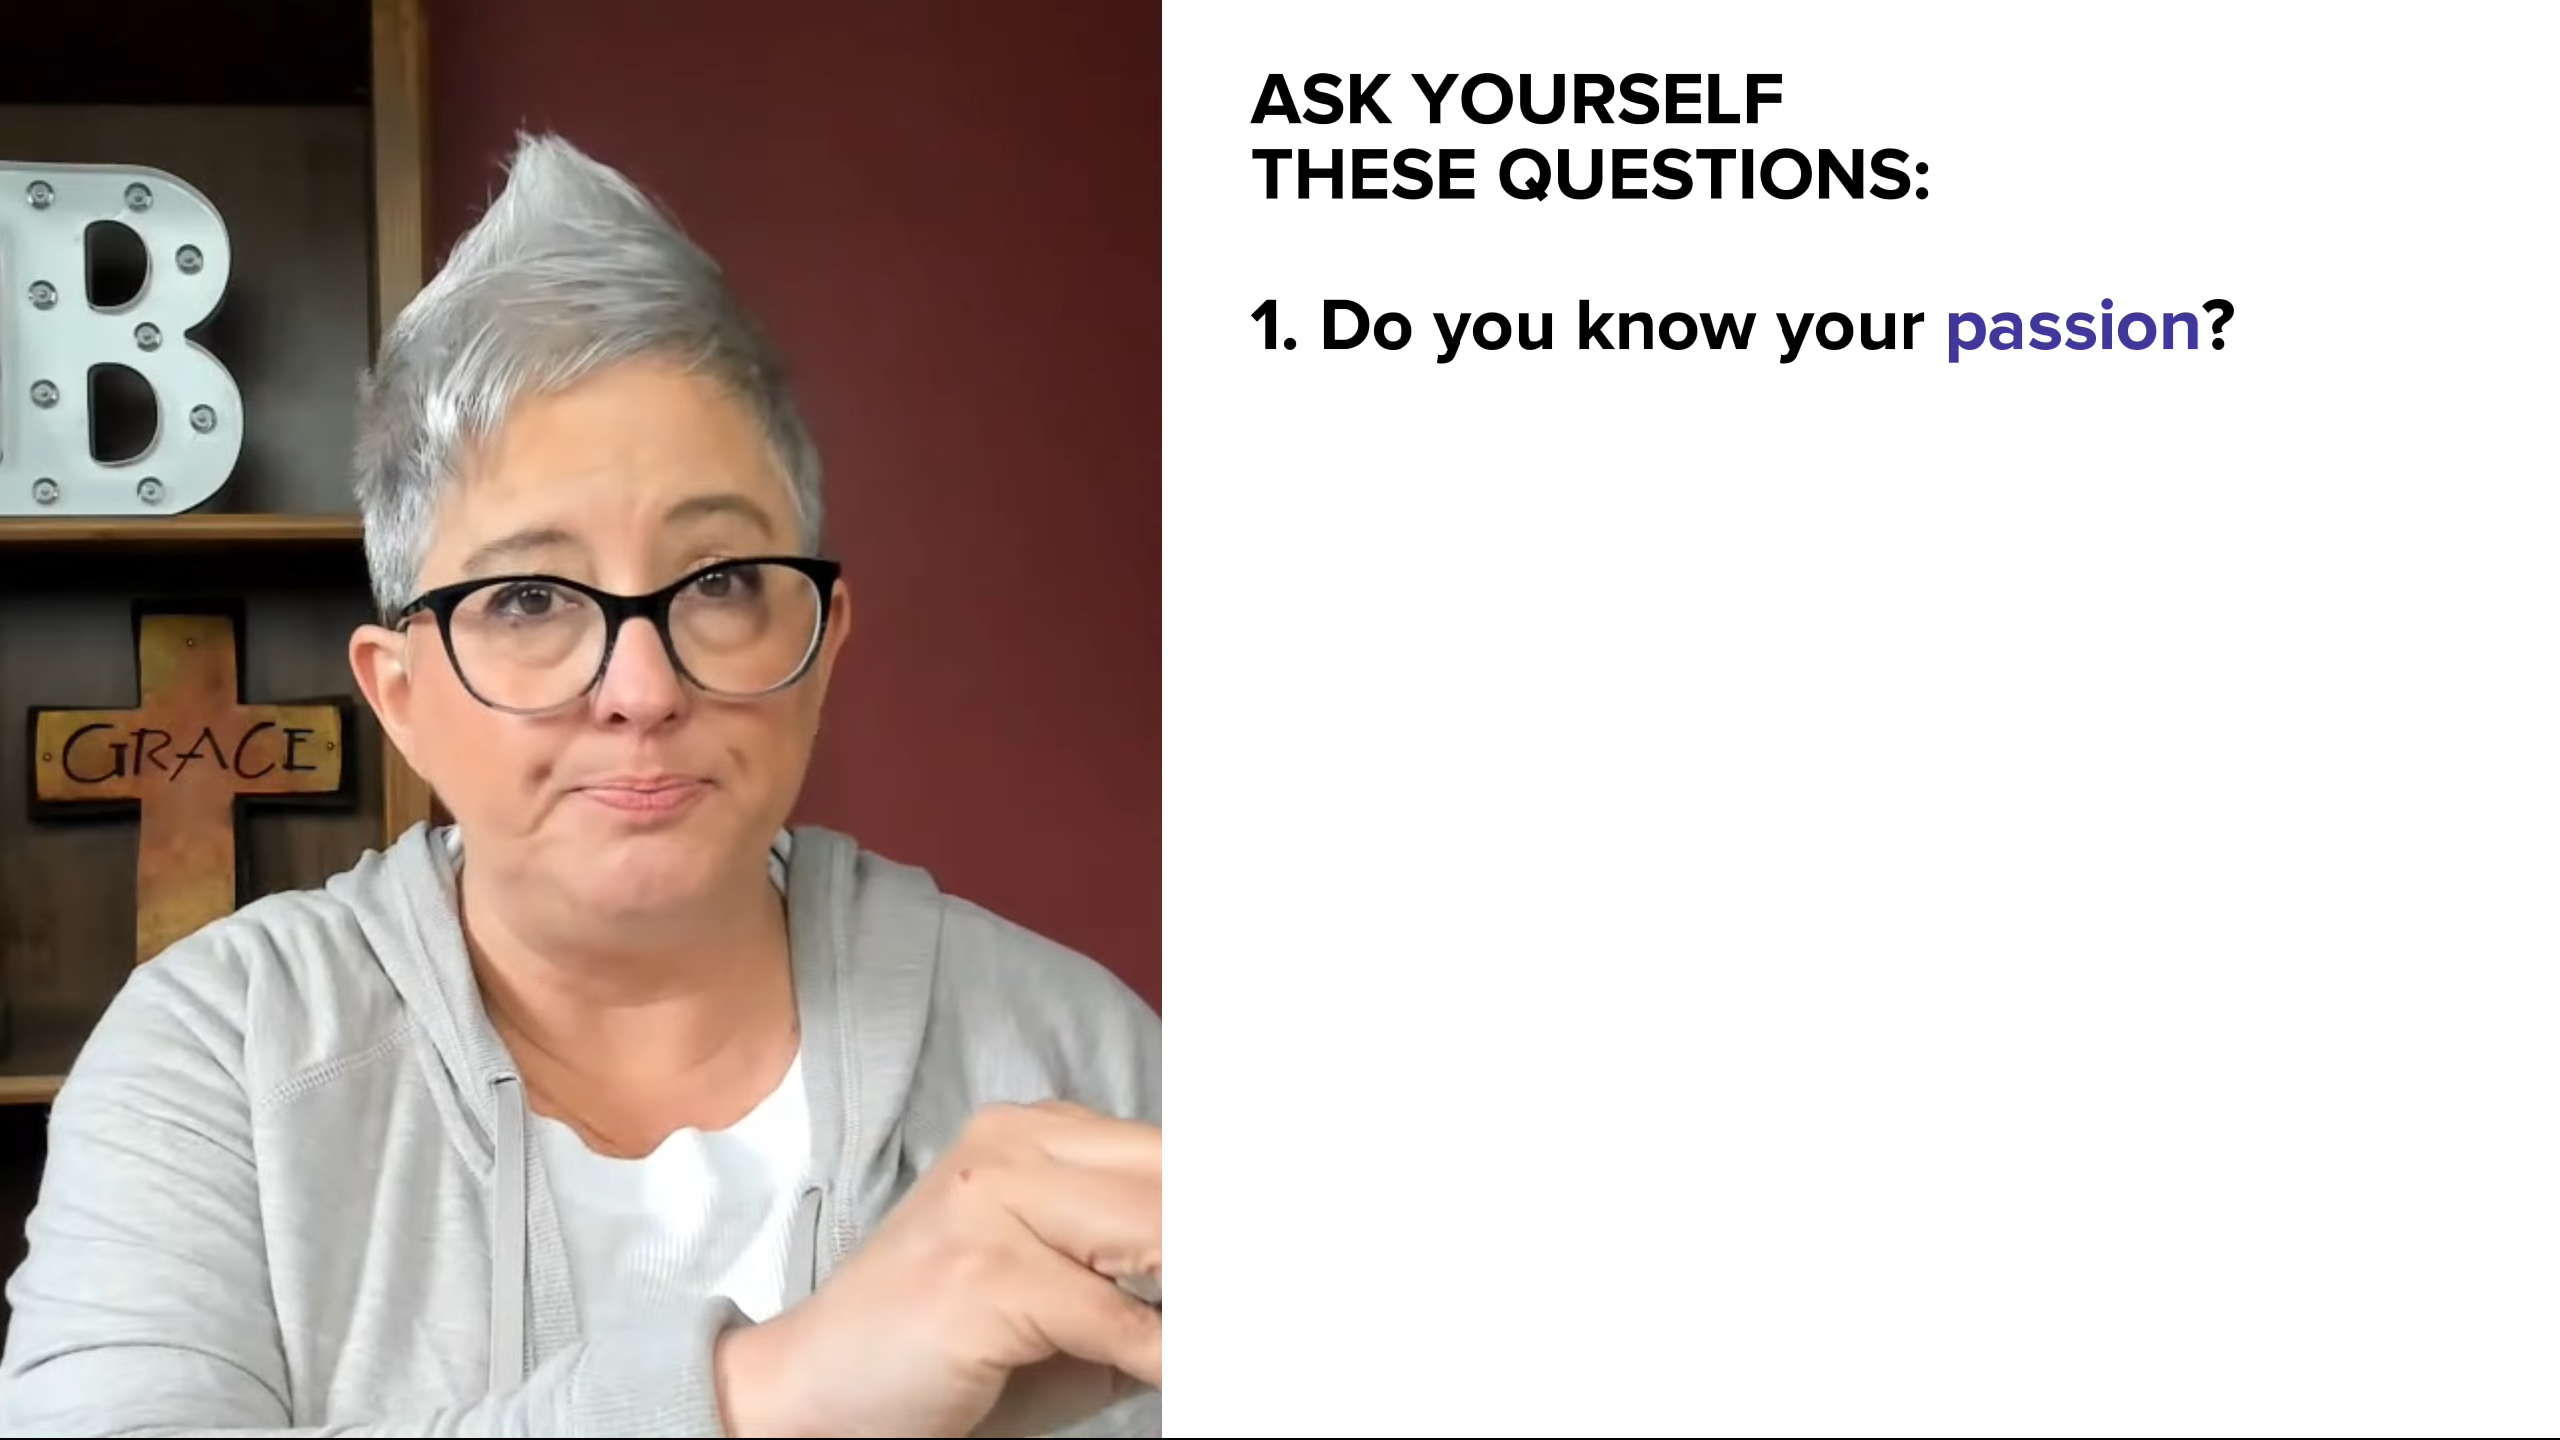 B
GRACE
ASK YOURSELF
THESE QUESTIONS:
1. Do you know your passion?